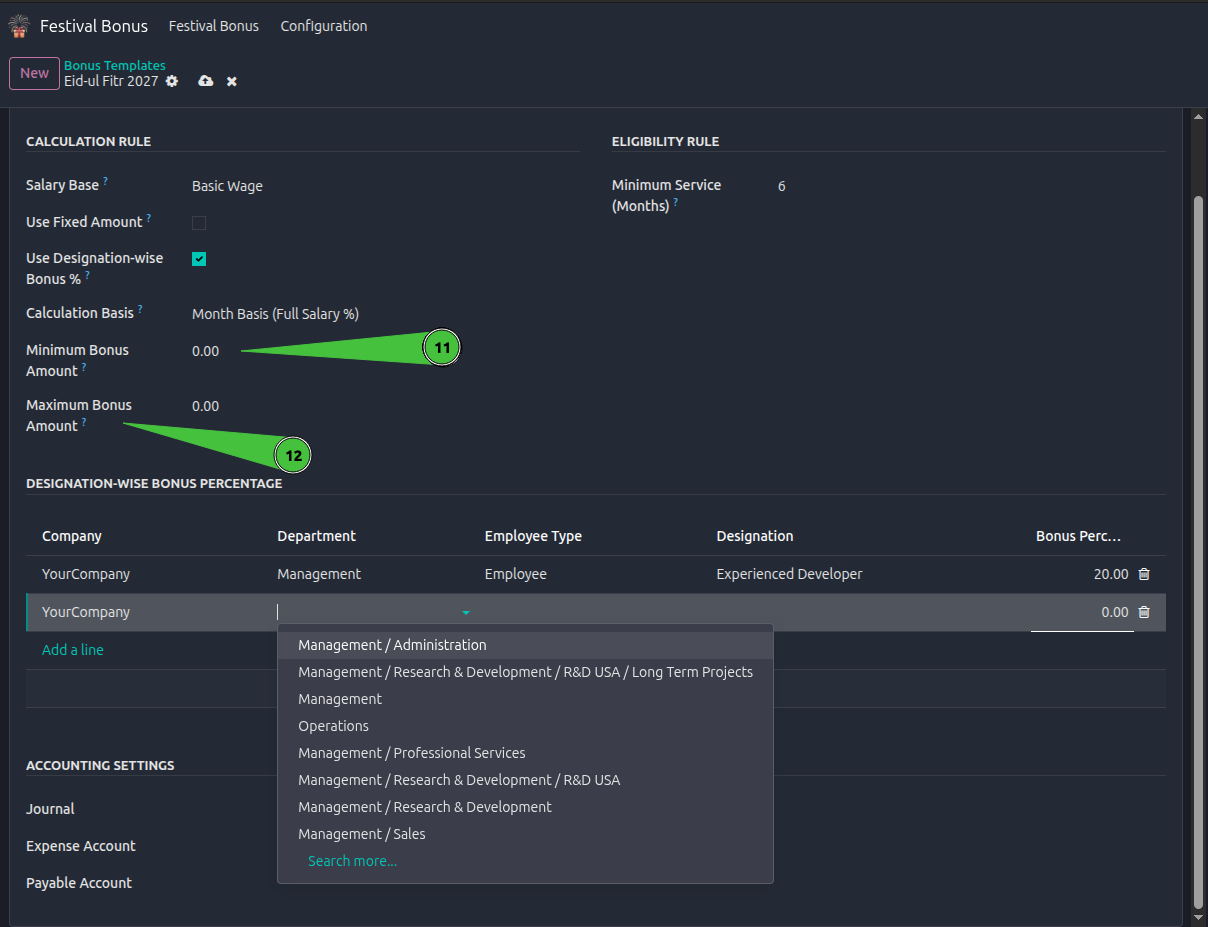 Festival Bonus Festival Bonus Configuration
New Bonus Templates
Eid-ul Fitr 2027
CALCULATION RULE ELIGIBILITY RULE
Salary Base ? Basic Wage Minimum Service
(Months) ? 6
Use Fixed Amount ?
Use Designation-wise
Bonus % ?
Calculation Basis ? Month Basis (Full Salary %)
Minimum Bonus
Amount ? 0.00 11
Maximum Bonus
Amount ? 0.00
12
DESIGNATION-WISE BONUS PERCENTAGE
Company Department Employee Type Designation Bonus Perc...
YourCompany Management Employee Experienced Developer 20.00
YourCompany 0.00
Add a line
Management / Administration
Management / Research & Development / R&D USA / Long Term Projects
Management
Operations
Management / Professional Services
Management / Research & Development / R&D USA
Management / Research & Development
Management / Sales
Search more...
ACCOUNTING SETTINGS
Journal
Expense Account
Payable Account